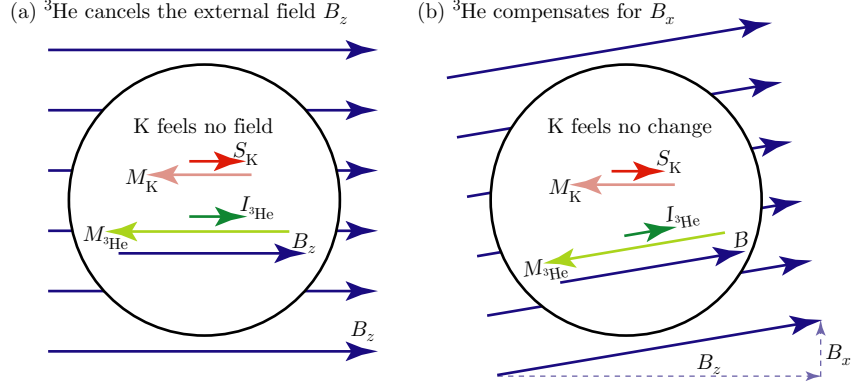 (a) ³He cancels the external field B_z
K feels no field
S_K
M_K
I_³He
M_³He
B_z
B_z
(b) ³He compensates for B_x
K feels no change
S_K
M_K
I_³He
B
M_³He
B_z
B_x